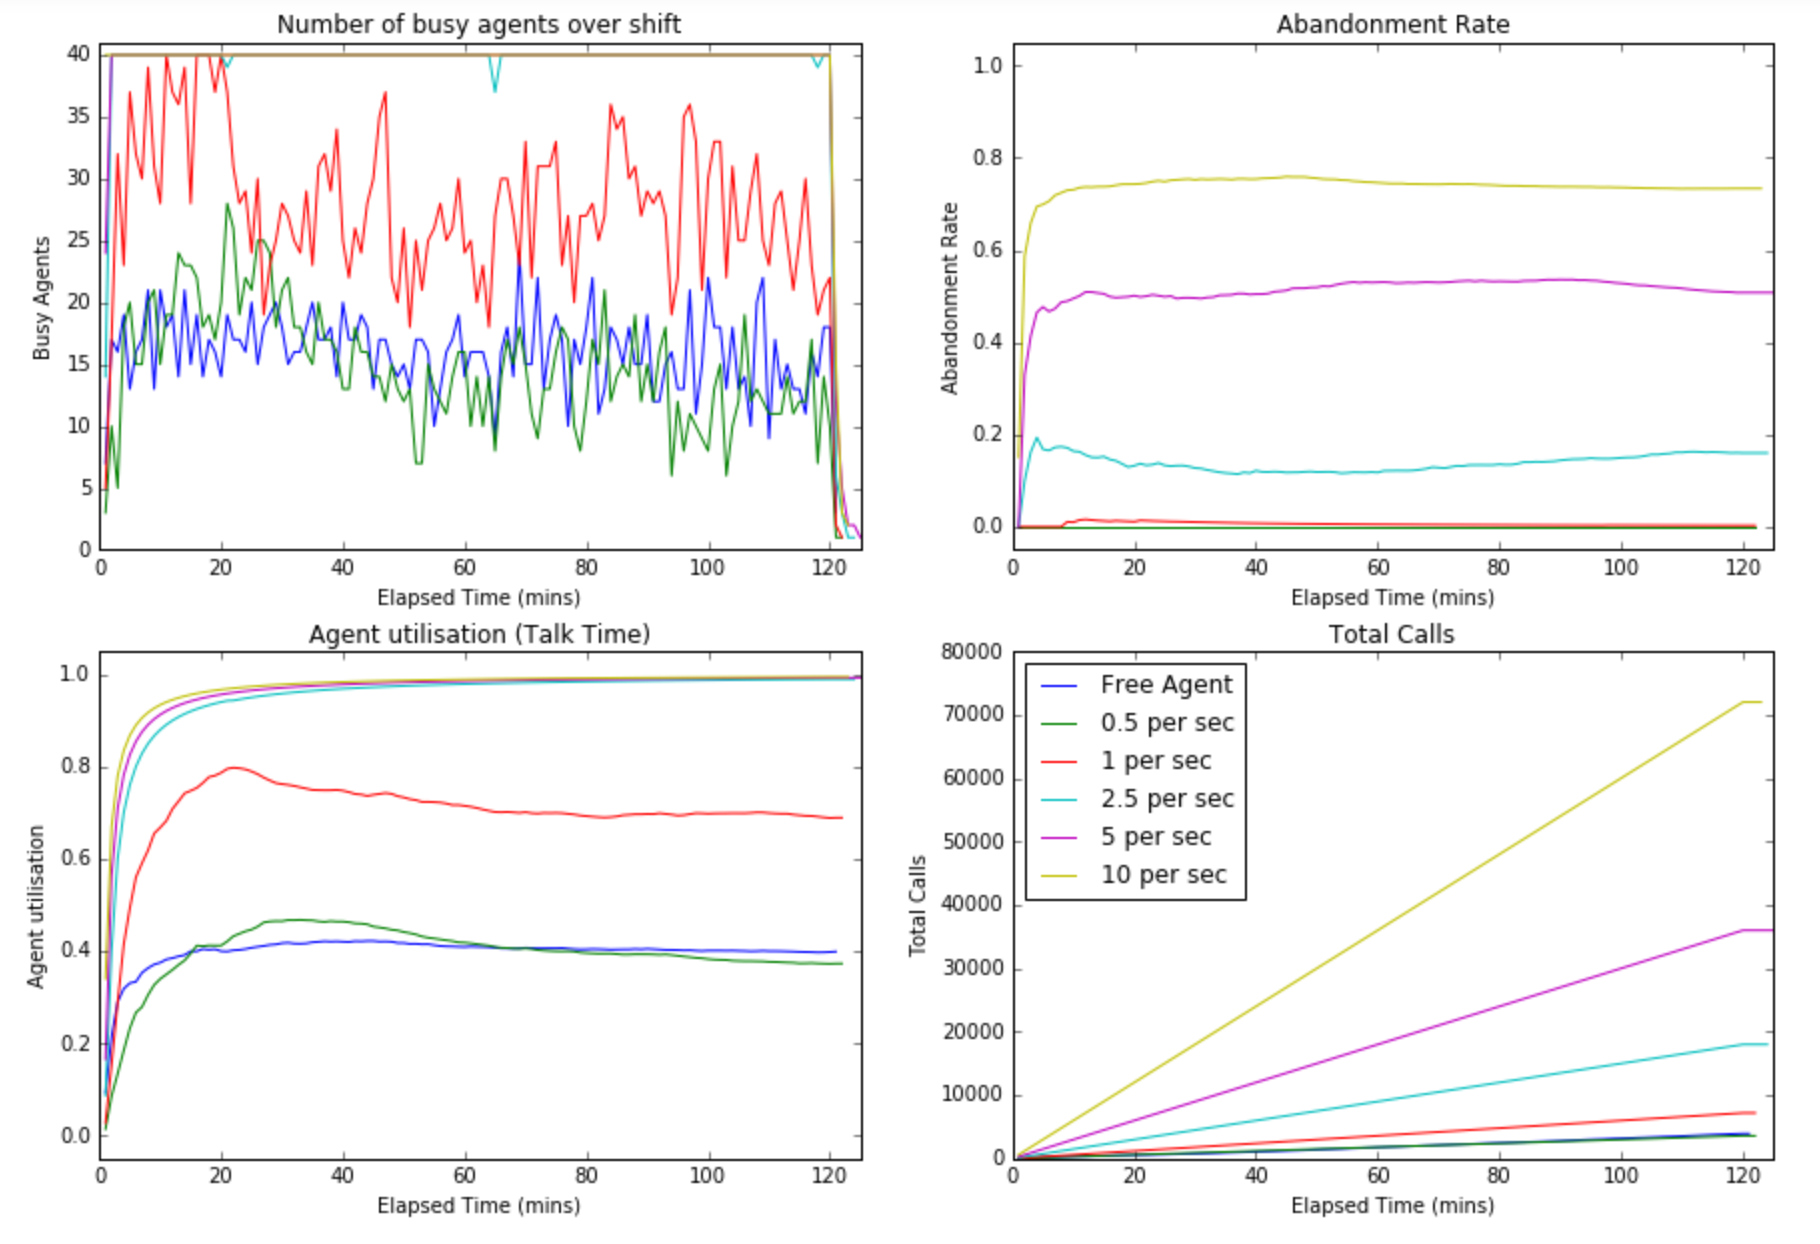 Number of busy agents over shift
40
35
30
25
20
15
10
5
0
Busy Agents
0 20 40 60 80 100 120
Elapsed Time (mins)
Abandonment Rate
1.0
0.8
0.6
0.4
0.2
0.0
Abandonment Rate
0 20 40 60 80 100 120
Elapsed Time (mins)
Agent utilisation (Talk Time)
1.0
0.8
0.6
0.4
0.2
0.0
Agent utilisation
0 20 40 60 80 100 120
Elapsed Time (mins)
Total Calls
80000
70000
60000
50000
40000
30000
20000
10000
0
Total Calls
Free Agent
0.5 per sec
1 per sec
2.5 per sec
5 per sec
10 per sec
0 20 40 60 80 100 120
Elapsed Time (mins)